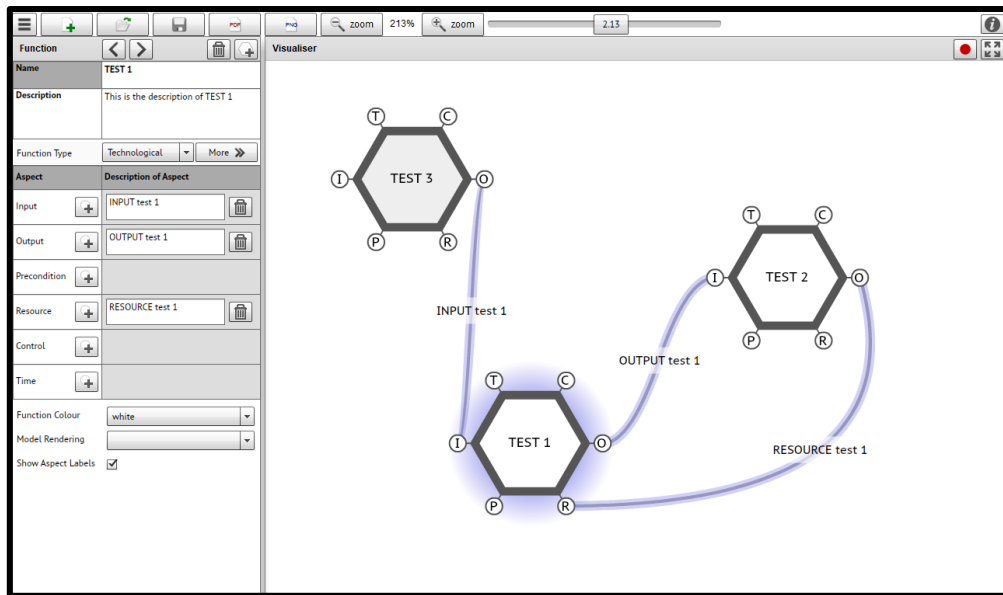 PDF
PNG
zoom 213% zoom
2.13
Function
Visualiser
Name TEST 1
Description This is the description of TEST 1
Function Type Technological More
Aspect Description of Aspect
Input INPUT test 1
Output OUTPUT test 1
Precondition
Resource RESOURCE test 1
Control
Time
Function Colour white
Model Rendering
Show Aspect Labels
T C
I TEST 3 O
P R
INPUT test 1
T C
I TEST 2 O
P R
OUTPUT test 1
T C
I TEST 1 O
P R
RESOURCE test 1